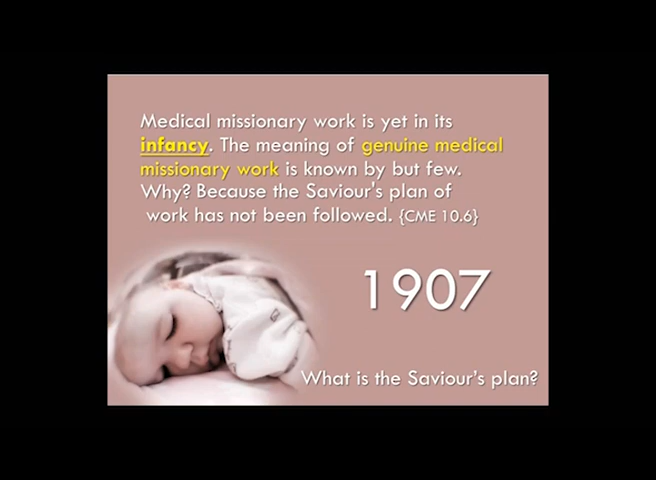 Medical missionary work is yet in its
infancy. The meaning of genuine medical
missionary work is known by but few.
Why? Because the Saviour's plan of
work has not been followed. {CME 10.6}
1907
What is the Saviour's plan?